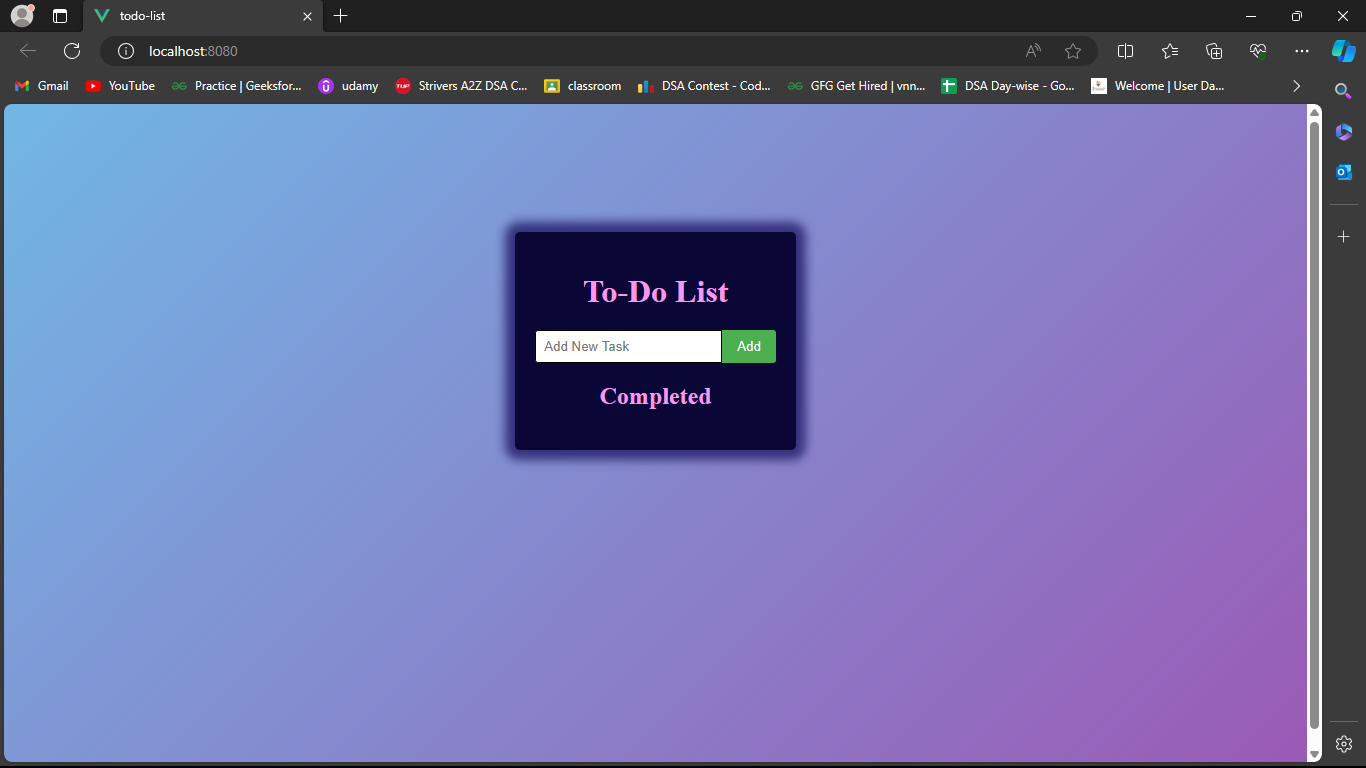 todo-list
localhost:8080
Gmail YouTube Practice | Geeksfor... udamy Strivers A2Z DSA C... classroom DSA Contest - Cod... GFG Get Hired | vnn... DSA Day-wise - Go... Welcome | User Da...
To-Do List
Add New Task Add
Completed